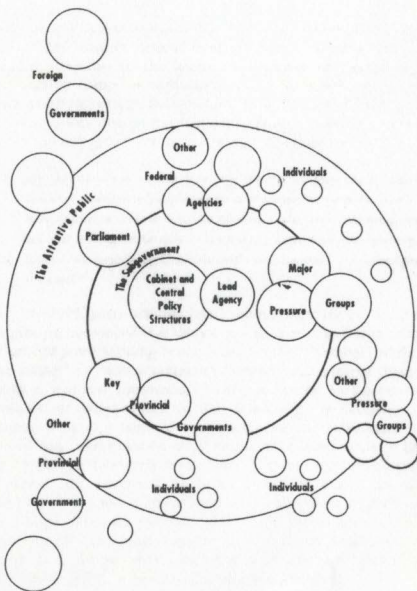 Foreign
Governments
The Attentive Public
Other
Federal
Agencies
Individuals
Parliament
The Subgovernment
Cabinet and
Central
Policy
Structures
Lead
Agency
Major
Pressure
Groups
Key
Provincial
Governments
Other
Pressure
Groups
Other
Provincial
Governments
Individuals
Individuals